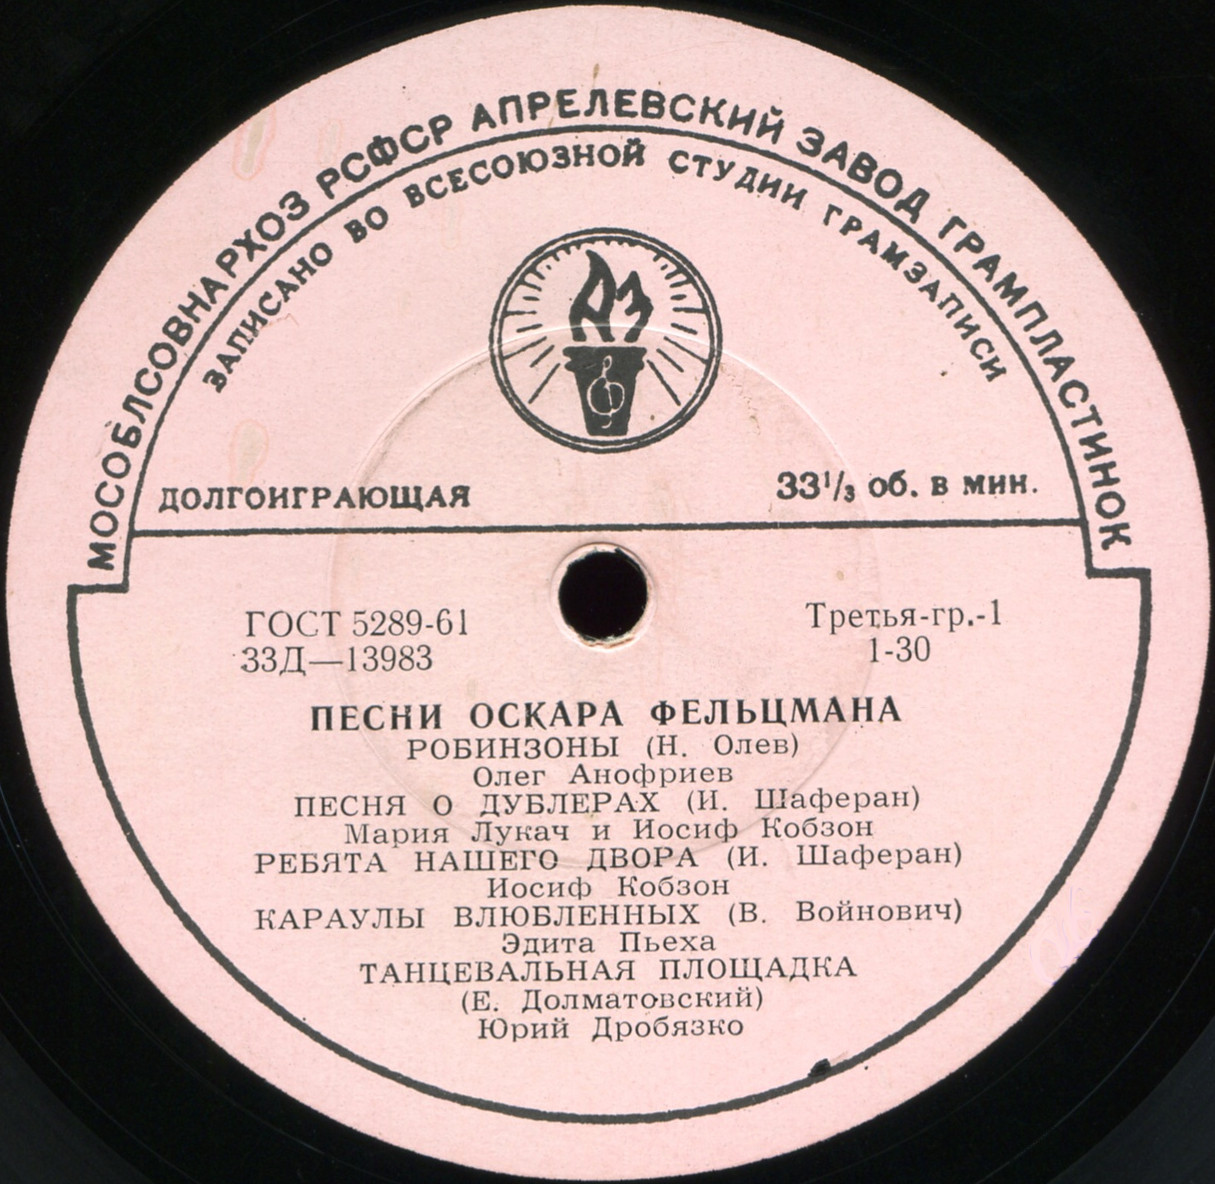 МОСОБЛСОВНАРХОЗ РСФСР АПРЕЛЕВСКИЙ ЗАВОД ГРАМПЛАСТИНОК
ЗАПИСАНО ВО ВСЕСОЮЗНОЙ СТУДИИ ГРАМЗАПИСИ
АЗ
ДОЛГОИГРАЮЩАЯ 33⅓ об. в мин.
ГОСТ 5289-61 Третья-гр.-1
33Д—13983 1-30
ПЕСНИ ОСКАРА ФЕЛЬЦМАНА
РОБИНЗОНЫ (Н. Олев)
Олег Анофриев
ПЕСНЯ О ДУБЛЕРАХ (И. Шаферан)
Мария Лукач и Иосиф Кобзон
РЕБЯТА НАШЕГО ДВОРА (И. Шаферан)
Иосиф Кобзон
КАРАУЛЫ ВЛЮБЛЕННЫХ (В. Войнович)
Эдита Пьеха
ТАНЦЕВАЛЬНАЯ ПЛОЩАДКА
(Е. Долматовский)
Юрий Дробязко